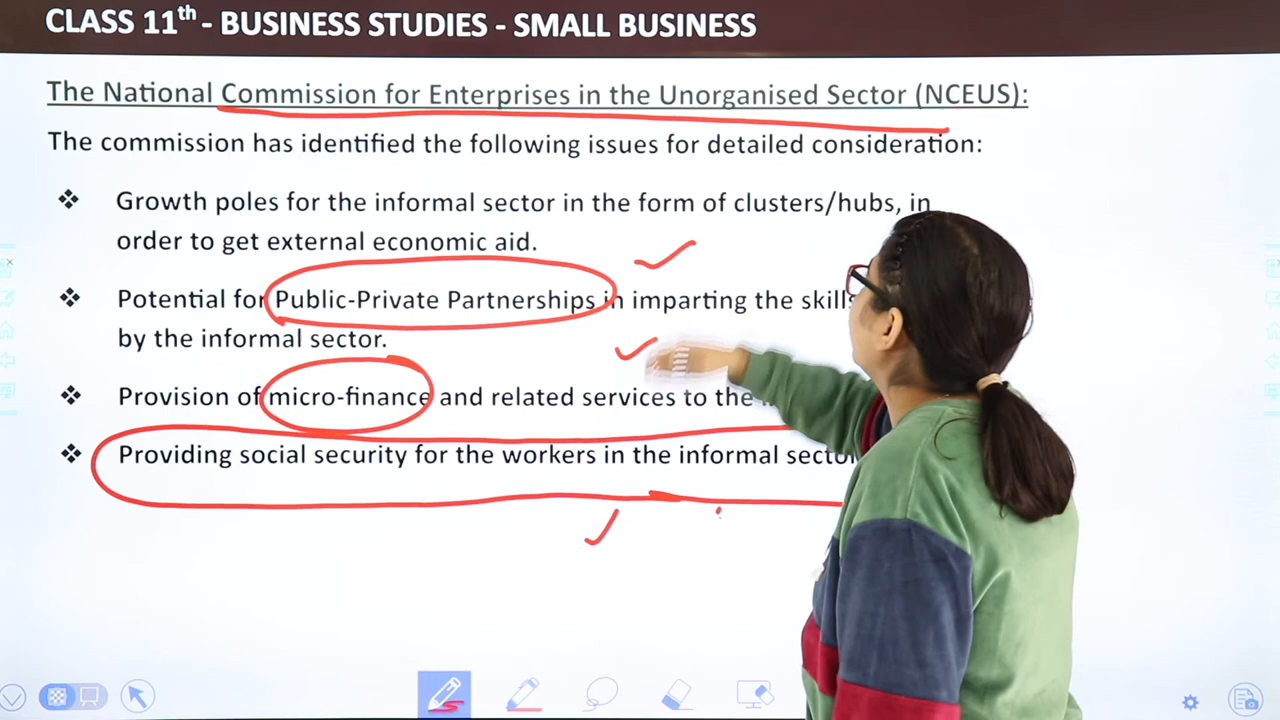 CLASS 11th - BUSINESS STUDIES - SMALL BUSINESS
The National Commission for Enterprises in the Unorganised Sector (NCEUS):
The commission has identified the following issues for detailed consideration:
❖ Growth poles for the informal sector in the form of clusters/hubs, in
order to get external economic aid.
❖ Potential for Public-Private Partnerships in imparting the skills
by the informal sector.
❖ Provision of micro-finance and related services to the
❖ Providing social security for the workers in the informal sector